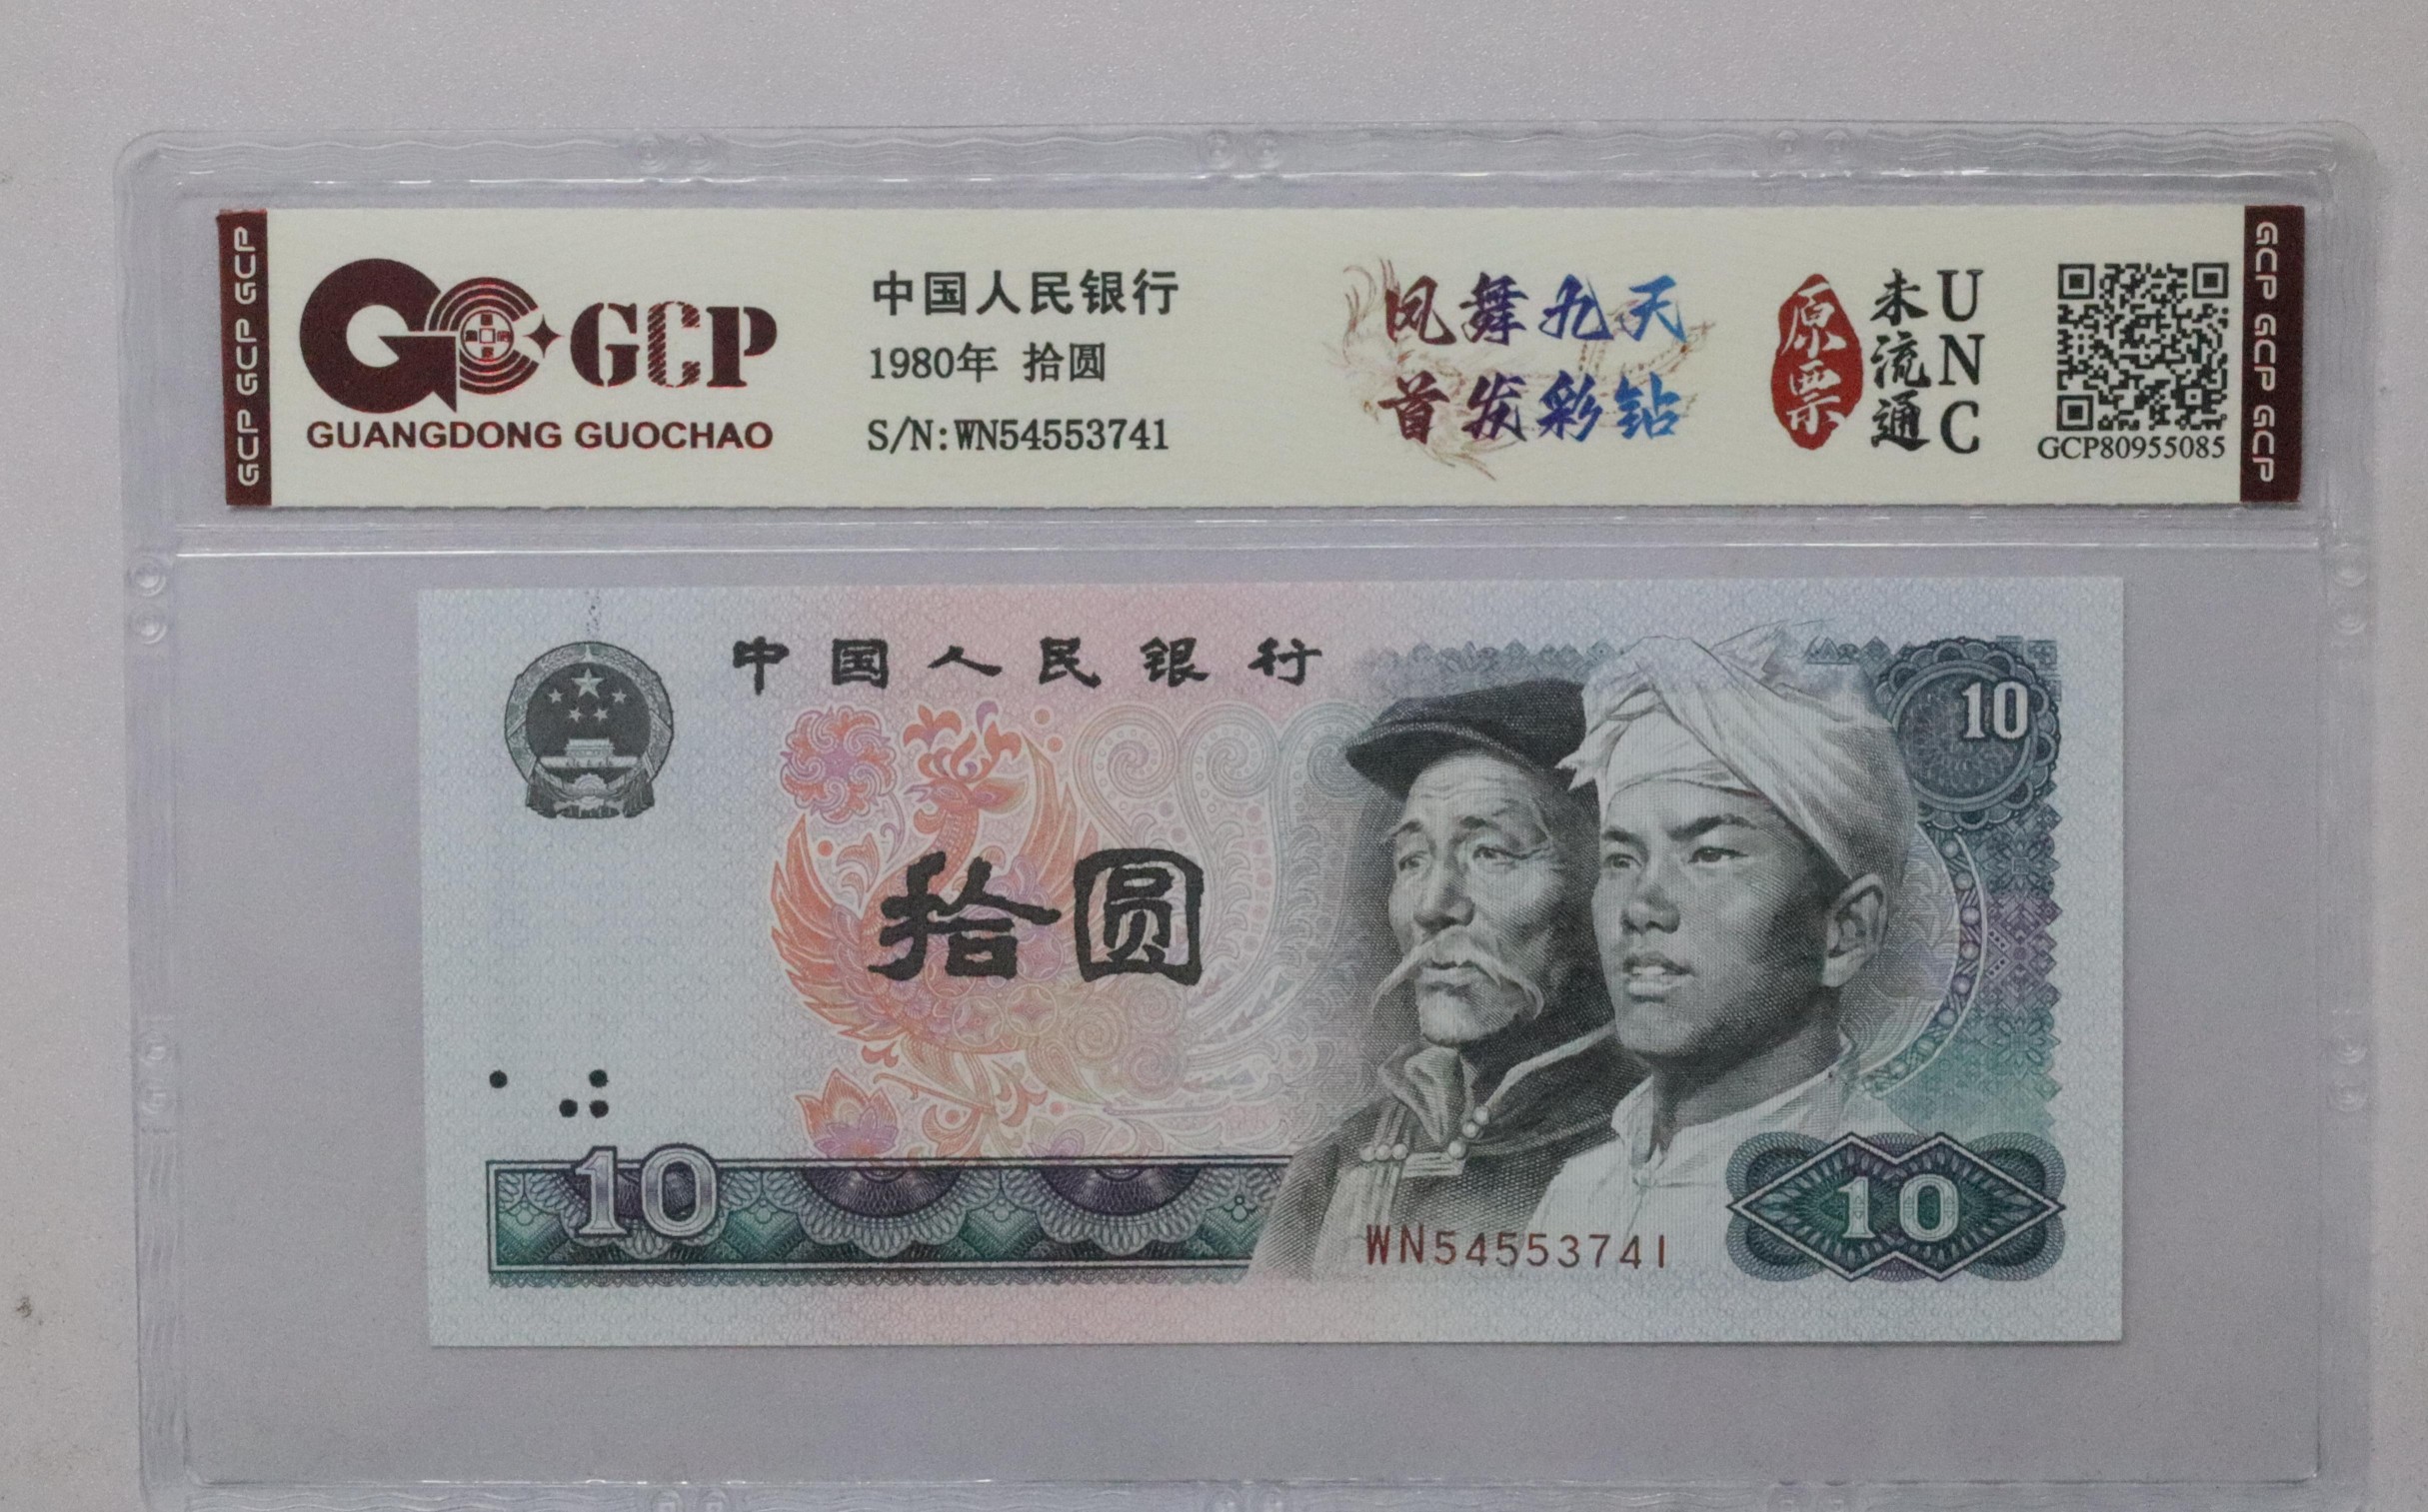 GCP GCP GCP
GCP
GUANGDONG GUOCHAO
中国人民银行
1980年 拾圆
S/N:WN54553741
凤舞九天
首发彩钻
原票
未流通
UNC
GCP80955085
GCP GCP GCP
中国人民银行
10
拾圆
10
WN54553741
10